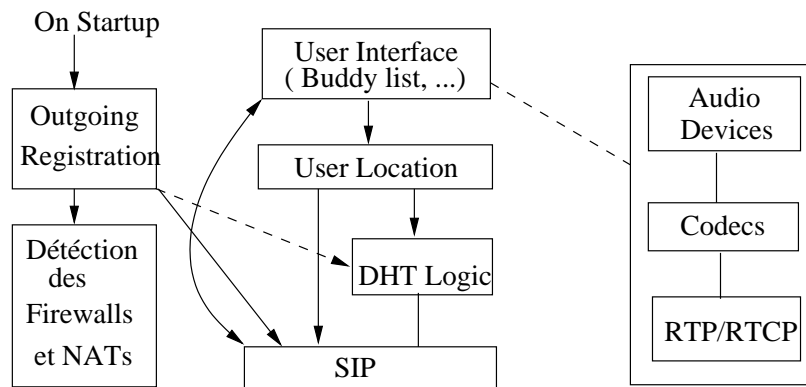 On Startup
Outgoing
Registration
Détéction
des
Firewalls
et NATs
User Interface
( Buddy list, ...)
User Location
DHT Logic
SIP
Audio
Devices
Codecs
RTP/RTCP